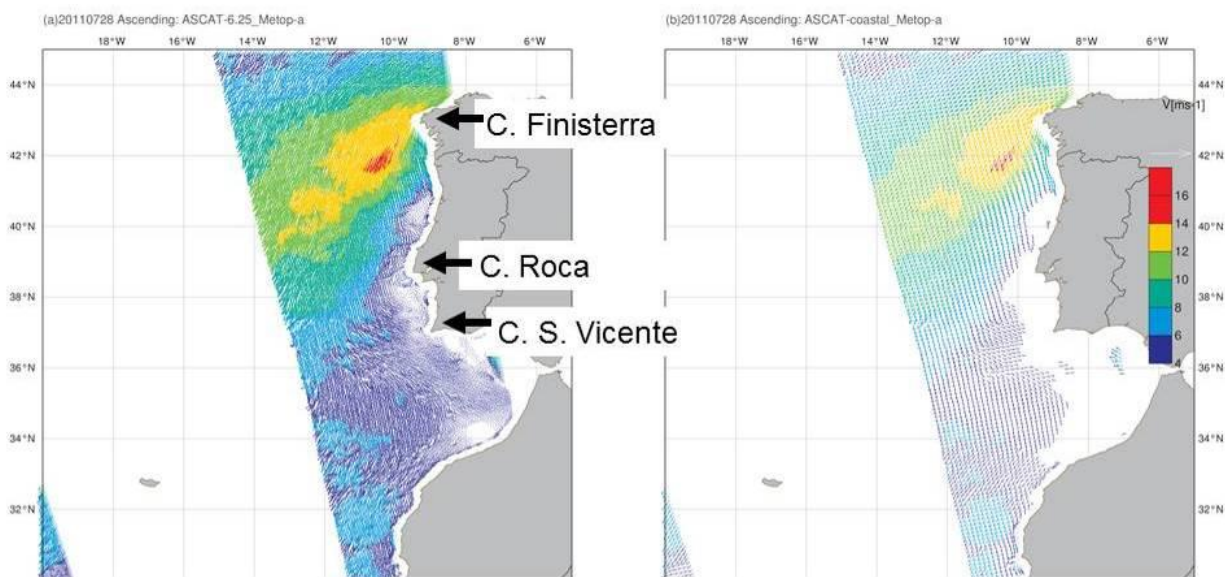 (a)20110728 Ascending: ASCAT-6.25_Metop-a
(b)20110728 Ascending: ASCAT-coastal_Metop-a
18°W 16°W 14°W 12°W 10°W 8°W 6°W
18°W 16°W 14°W 12°W 10°W 8°W 6°W
44°N
42°N
40°N
38°N
36°N
34°N
32°N
C. Finisterra
C. Roca
C. S. Vicente
44°N
42°N
40°N
38°N
36°N
34°N
32°N
V[ms-1]
16
14
12
10
8
6
4